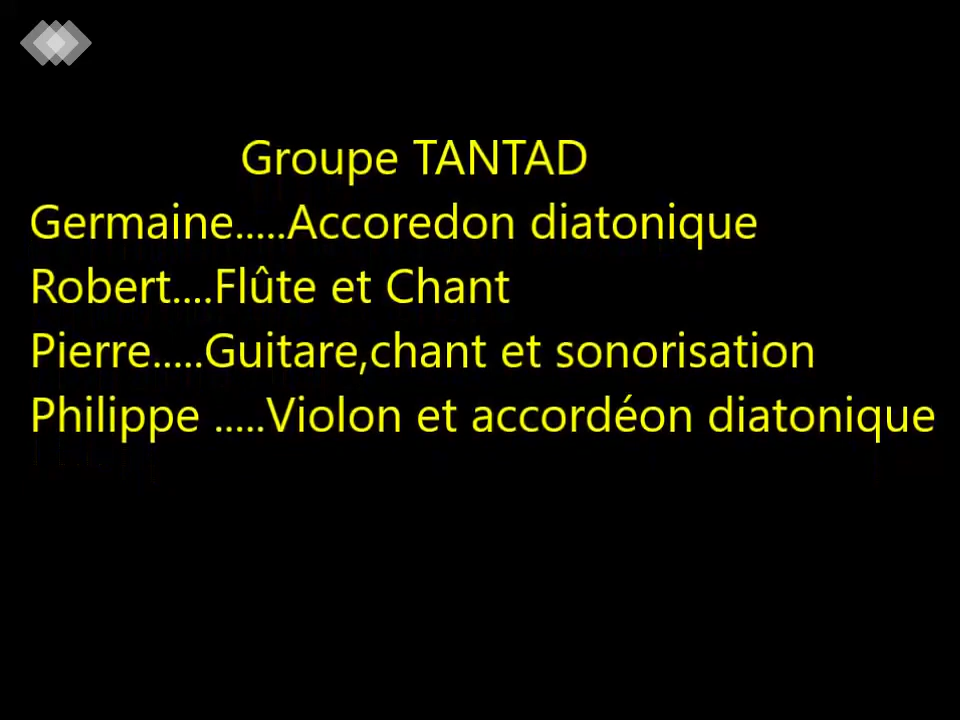 Groupe TANTAD
Germaine.....Accoredon diatonique
Robert....Flûte et Chant
Pierre.....Guitare,chant et sonorisation
Philippe .....Violon et accordéon diatonique